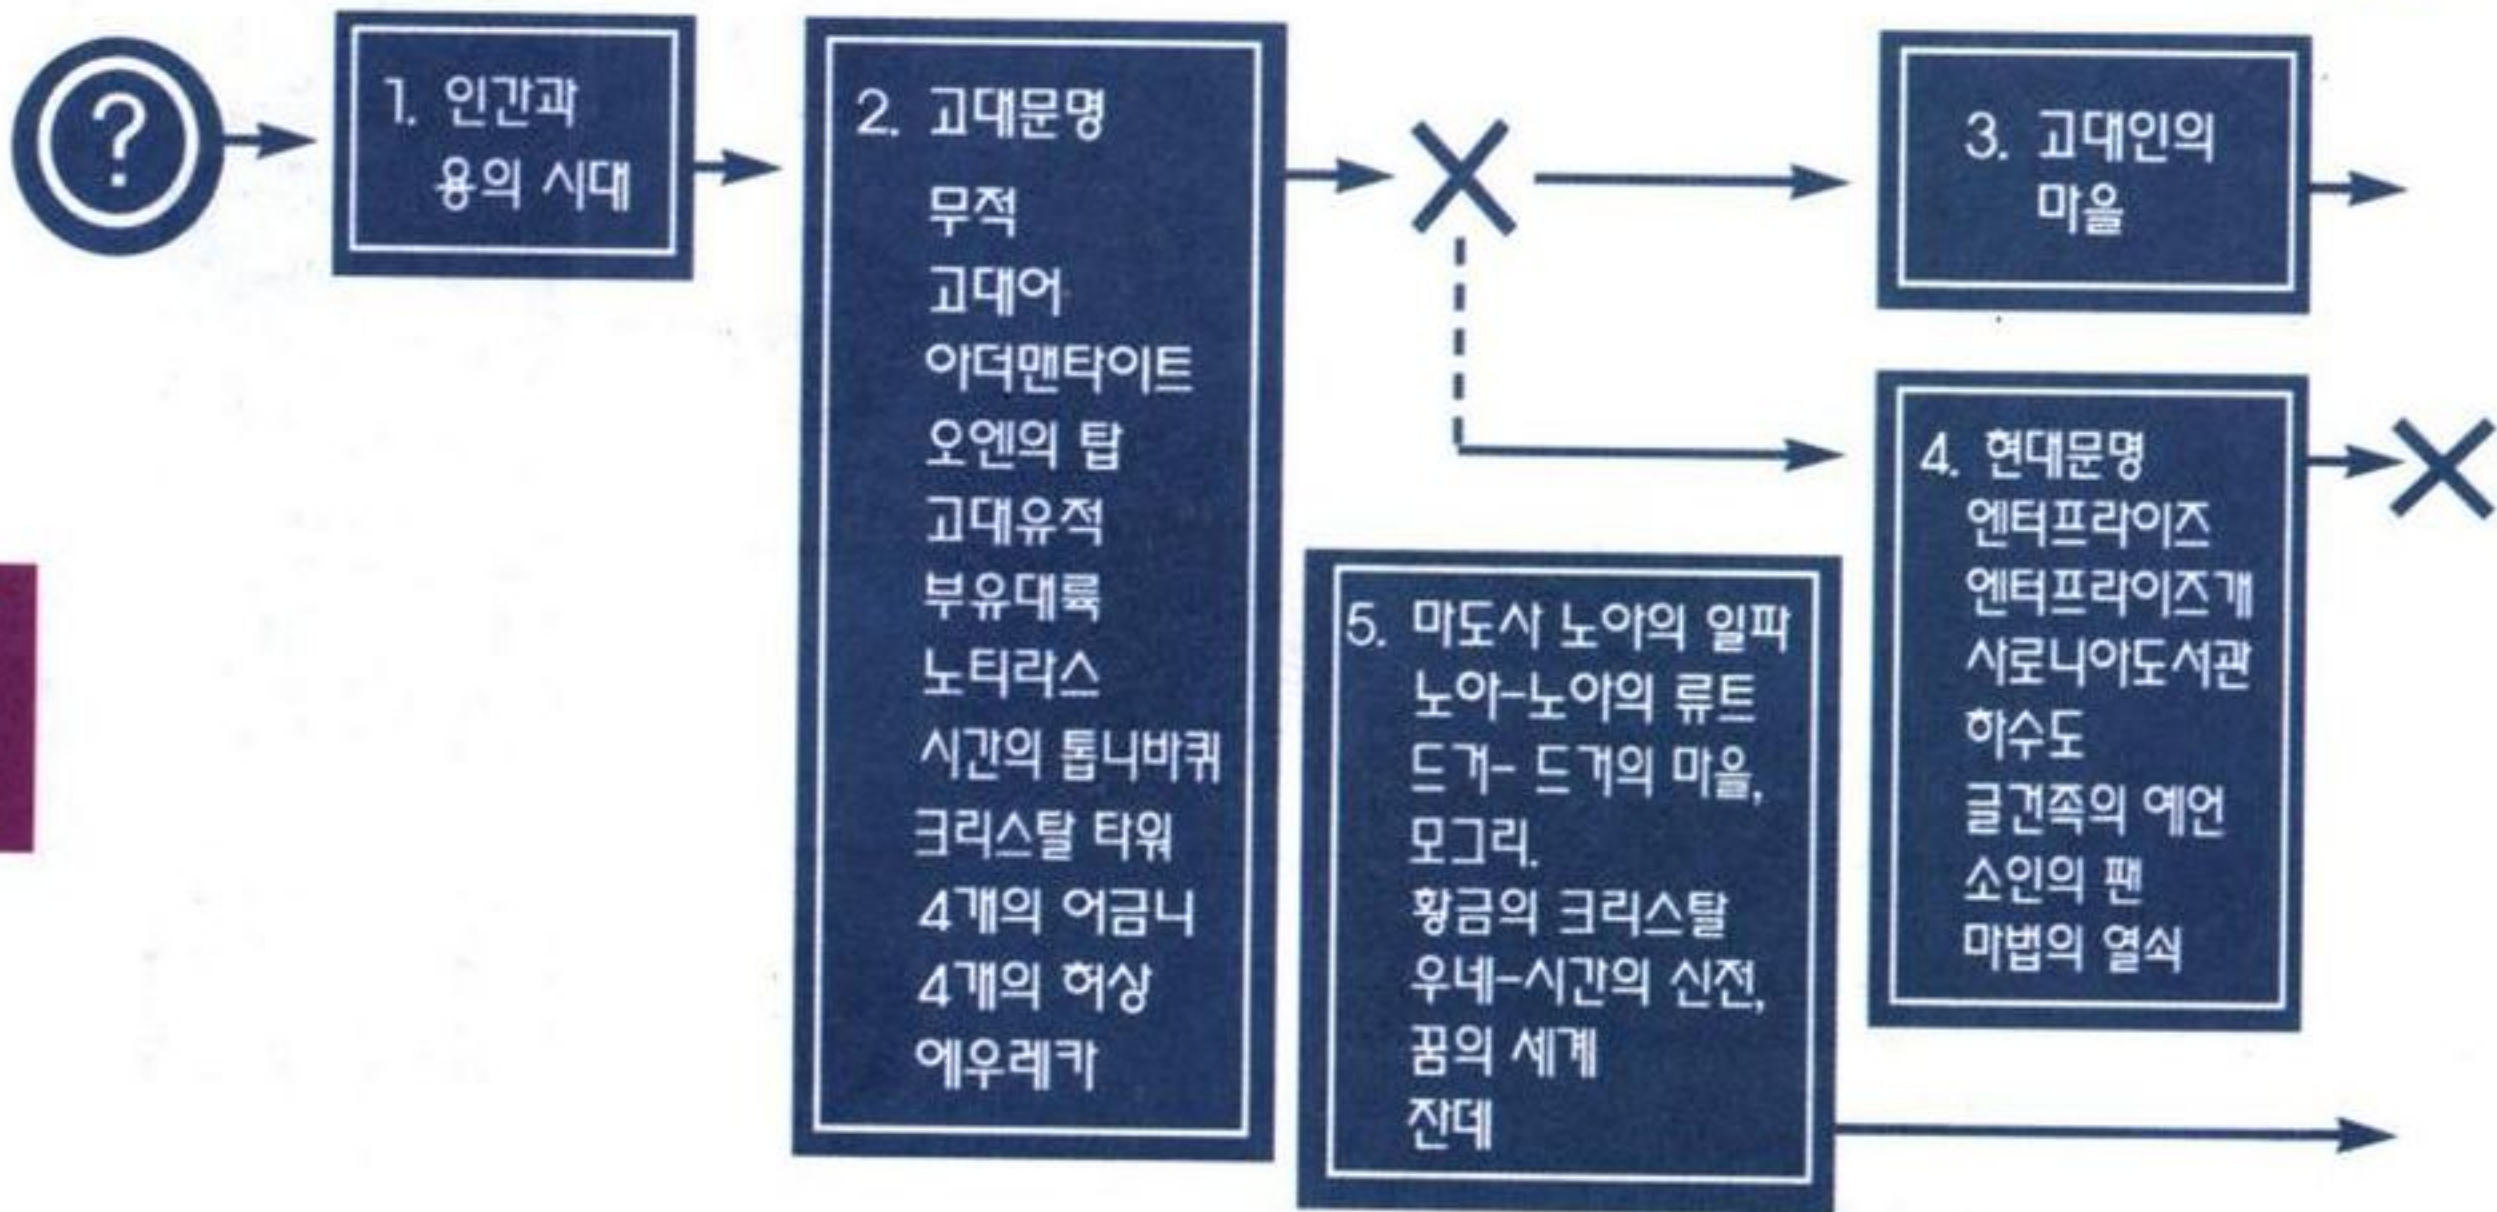 ?
1. 인간과
용의 시대
2. 고대문명
무적
고대어
아더맨타이트
오엔의 탑
고대유적
부유대륙
노티라스
시간의 톱니바퀴
크리스탈 타워
4개의 어금니
4개의 허상
에우레카
3. 고대인의
마을
4. 현대문명
엔터프라이즈
엔터프라이즈개
사로니아도서관
하수도
글건족의 예언
소인의 팬
마법의 열쇠
5. 마도사 노아의 일파
노아-노아의 류트
드거- 드거의 마을,
모그리.
황금의 크리스탈
우네-시간의 신전,
꿈의 세계
잔데